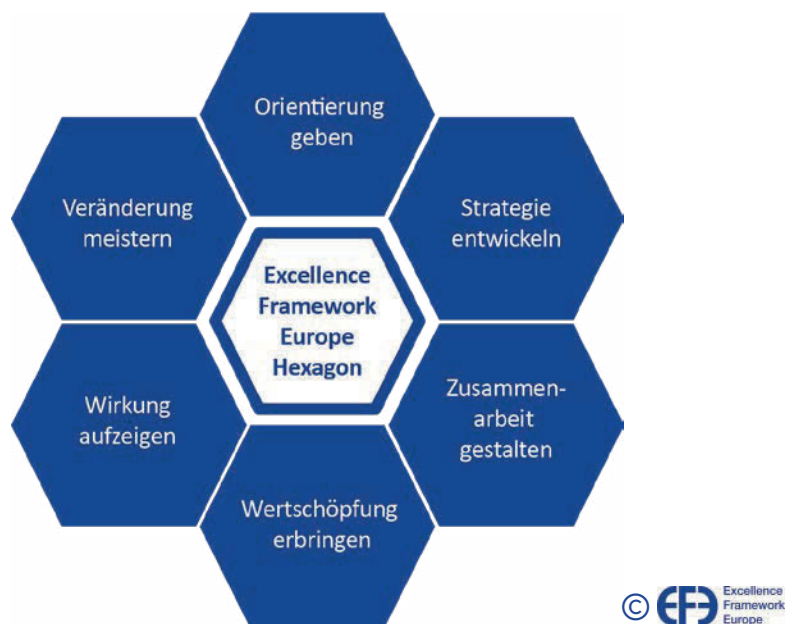 Orientierung
geben
Strategie
entwickeln
Zusammen-
arbeit
gestalten
Wertschöpfung
erbringen
Wirkung
aufzeigen
Veränderung
meistern
Excellence
Framework
Europe
Hexagon
© EFE Excellence
Framework
Europe